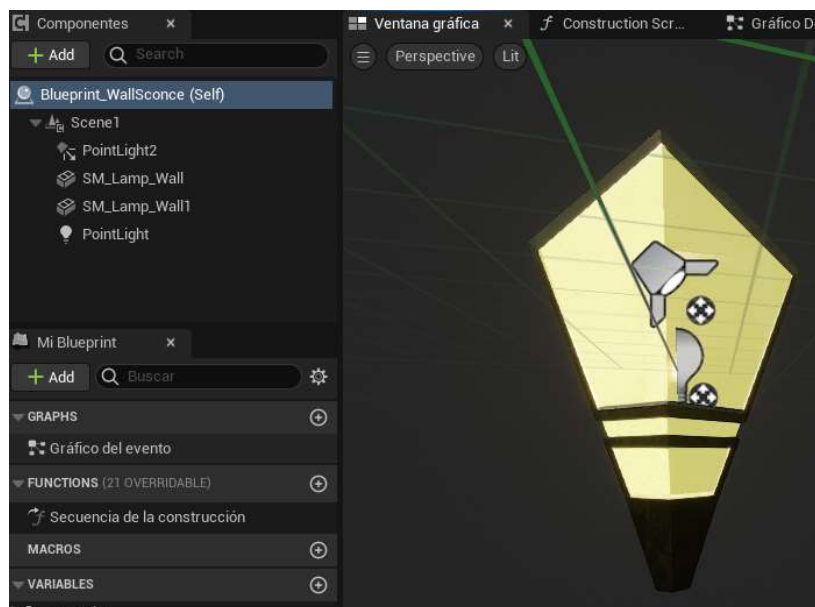 Componentes
+ Add Search
Blueprint_WallSconce (Self)
Scene1
PointLight2
SM_Lamp_Wall
SM_Lamp_Wall1
PointLight
Mi Blueprint
+ Add Buscar
GRAPHS
Gráfico del evento
FUNCTIONS (21 OVERRIDABLE)
Secuencia de la construcción
MACROS
VARIABLES
Ventana gráfica Construction Scr... Gráfico D
Perspective Lit